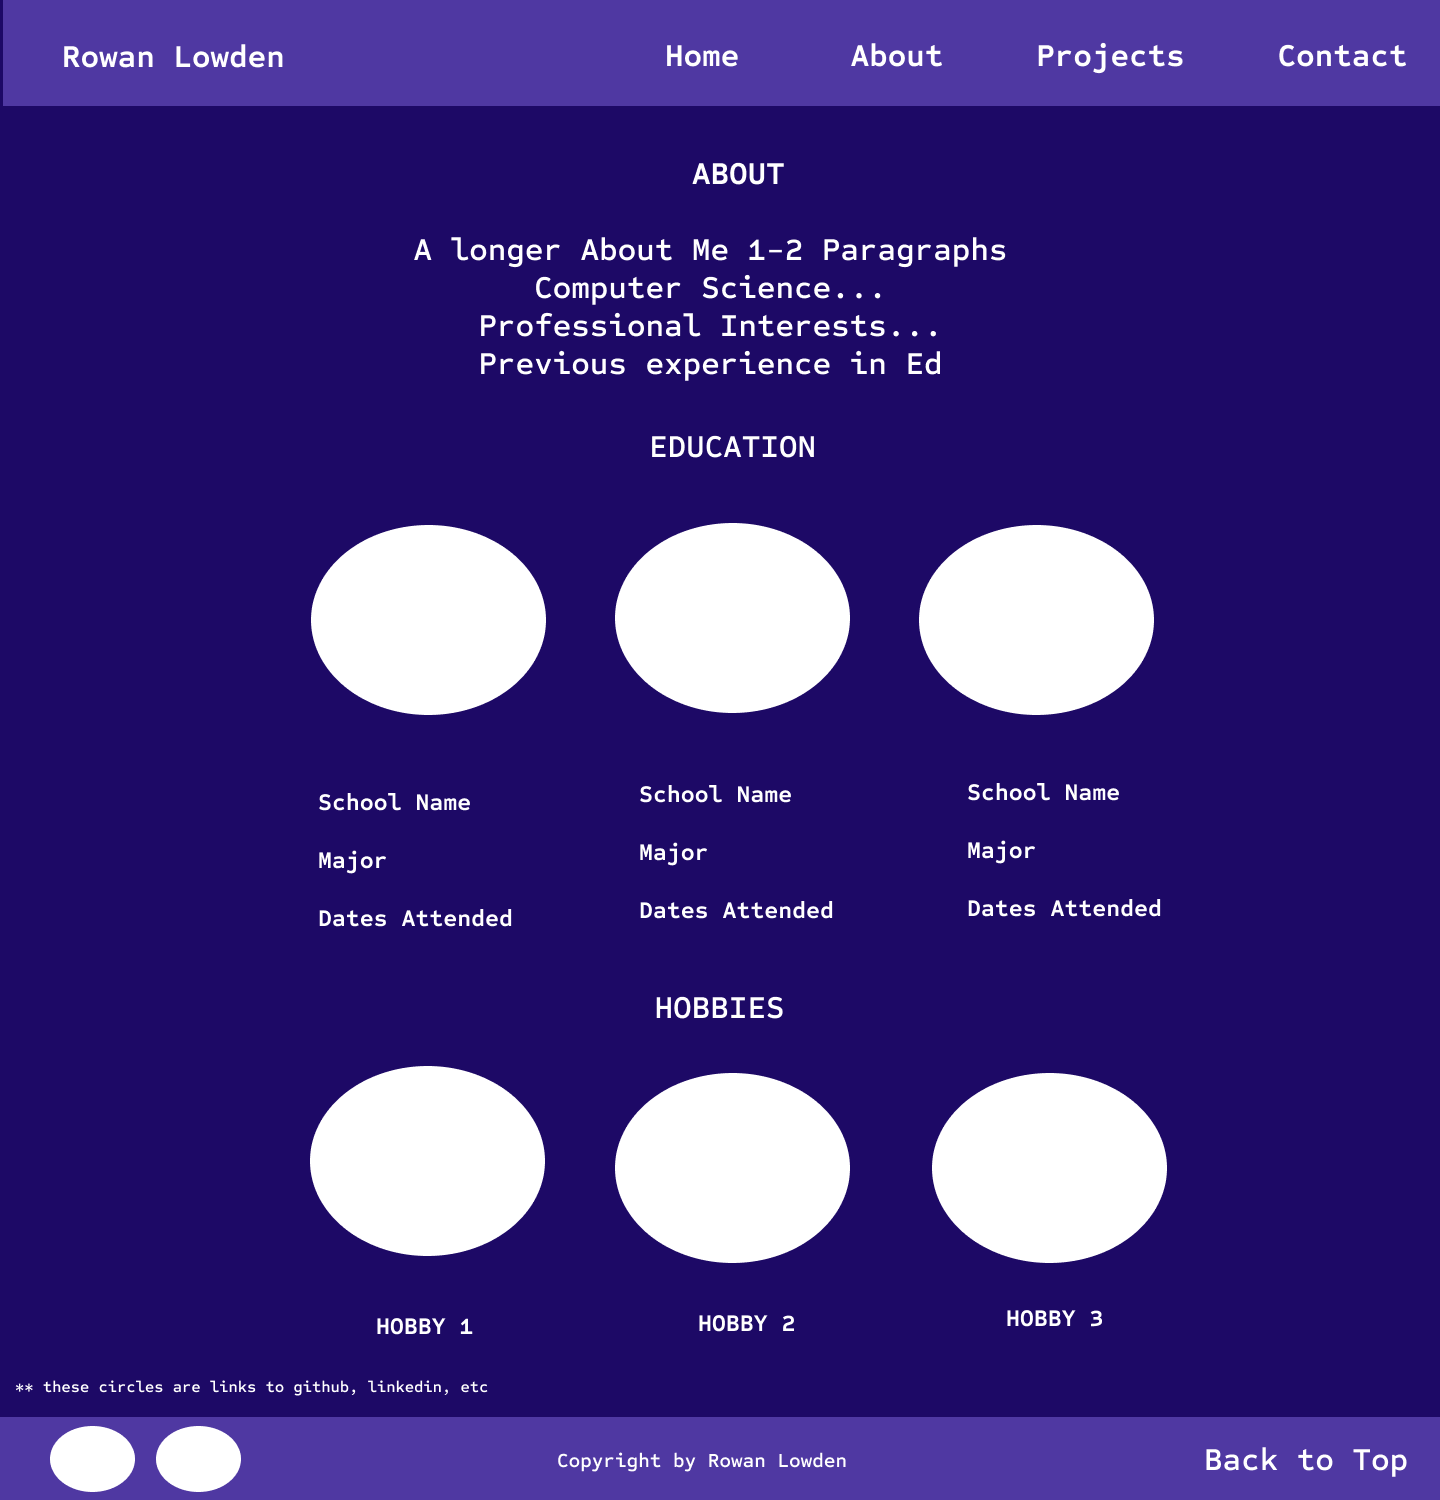 Rowan Lowden
Home
About
Projects
Contact
ABOUT
A longer About Me 1-2 Paragraphs
Computer Science...
Professional Interests...
Previous experience in Ed
EDUCATION
School Name
Major
Dates Attended
School Name
Major
Dates Attended
School Name
Major
Dates Attended
HOBBIES
HOBBY 1
HOBBY 2
HOBBY 3
** these circles are links to github, linkedin, etc
Copyright by Rowan Lowden
Back to Top